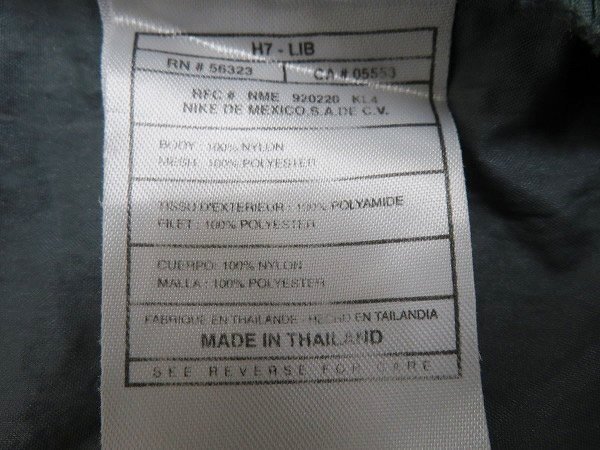 H7 - LIB
RN # 56323 CA # 05553
RFC # NME 920220 KL4
NIKE DE MEXICO S.A. DE C.V.
BODY : 100% NYLON
MESH : 100% POLYESTER
TISSU D'EXTERIEUR : 100% POLYAMIDE
FILET : 100% POLYESTER
CUERPO: 100% NYLON
MALLA : 100% POLYESTER
FABRIQUE EN THAILANDE - HECHO EN TAILANDIA
MADE IN THAILAND
SEE REVERSE FOR CARE